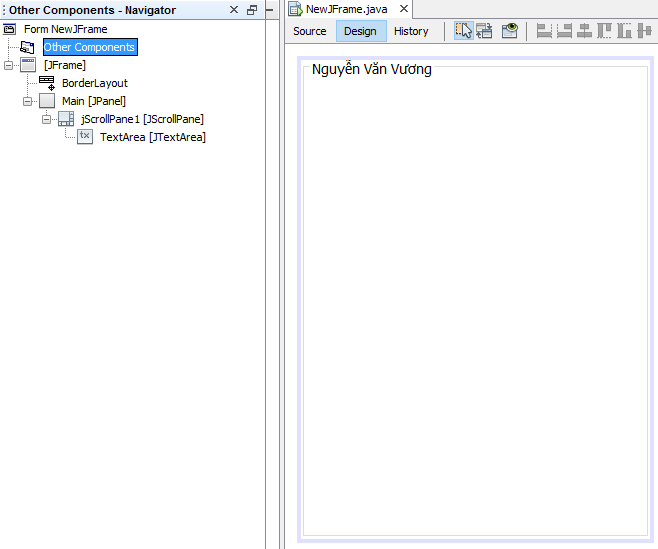 Other Components - Navigator
Form NewJFrame
Other Components
[JFrame]
BorderLayout
Main [JPanel]
jScrollPane1 [JScrollPane]
TextArea [JTextArea]
NewJFrame.java
Source Design History
Nguyễn Văn Vương